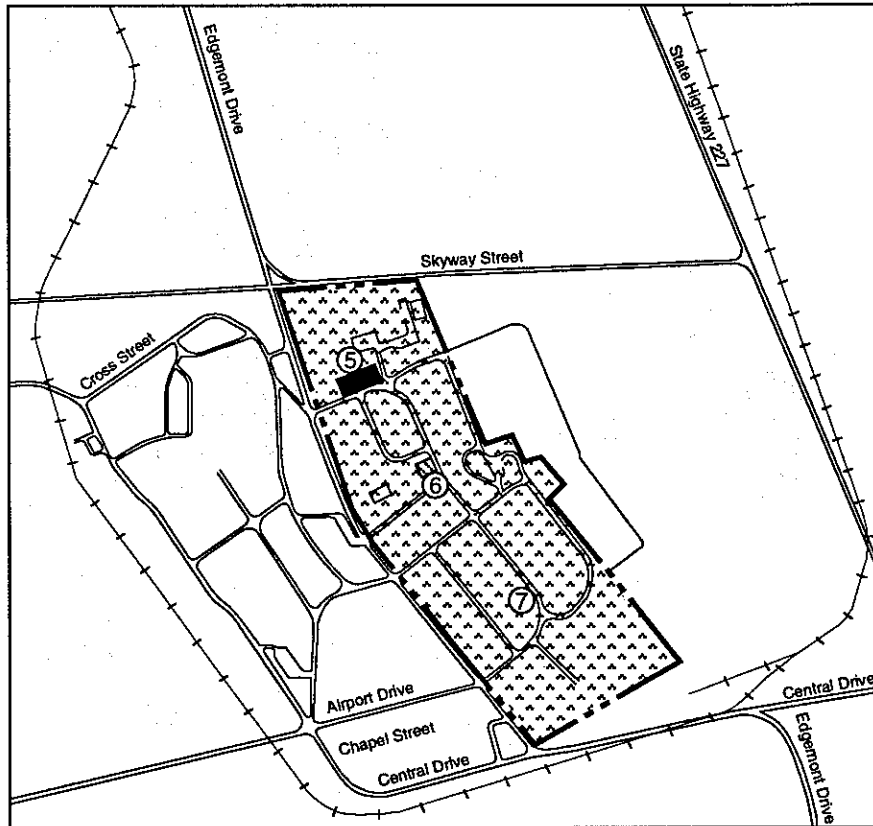 Edgemont Drive
State Highway 227
Skyway Street
Cross Street
5
6
7
Airport Drive
Central Drive
Chapel Street
Central Drive
Edgemont Drive